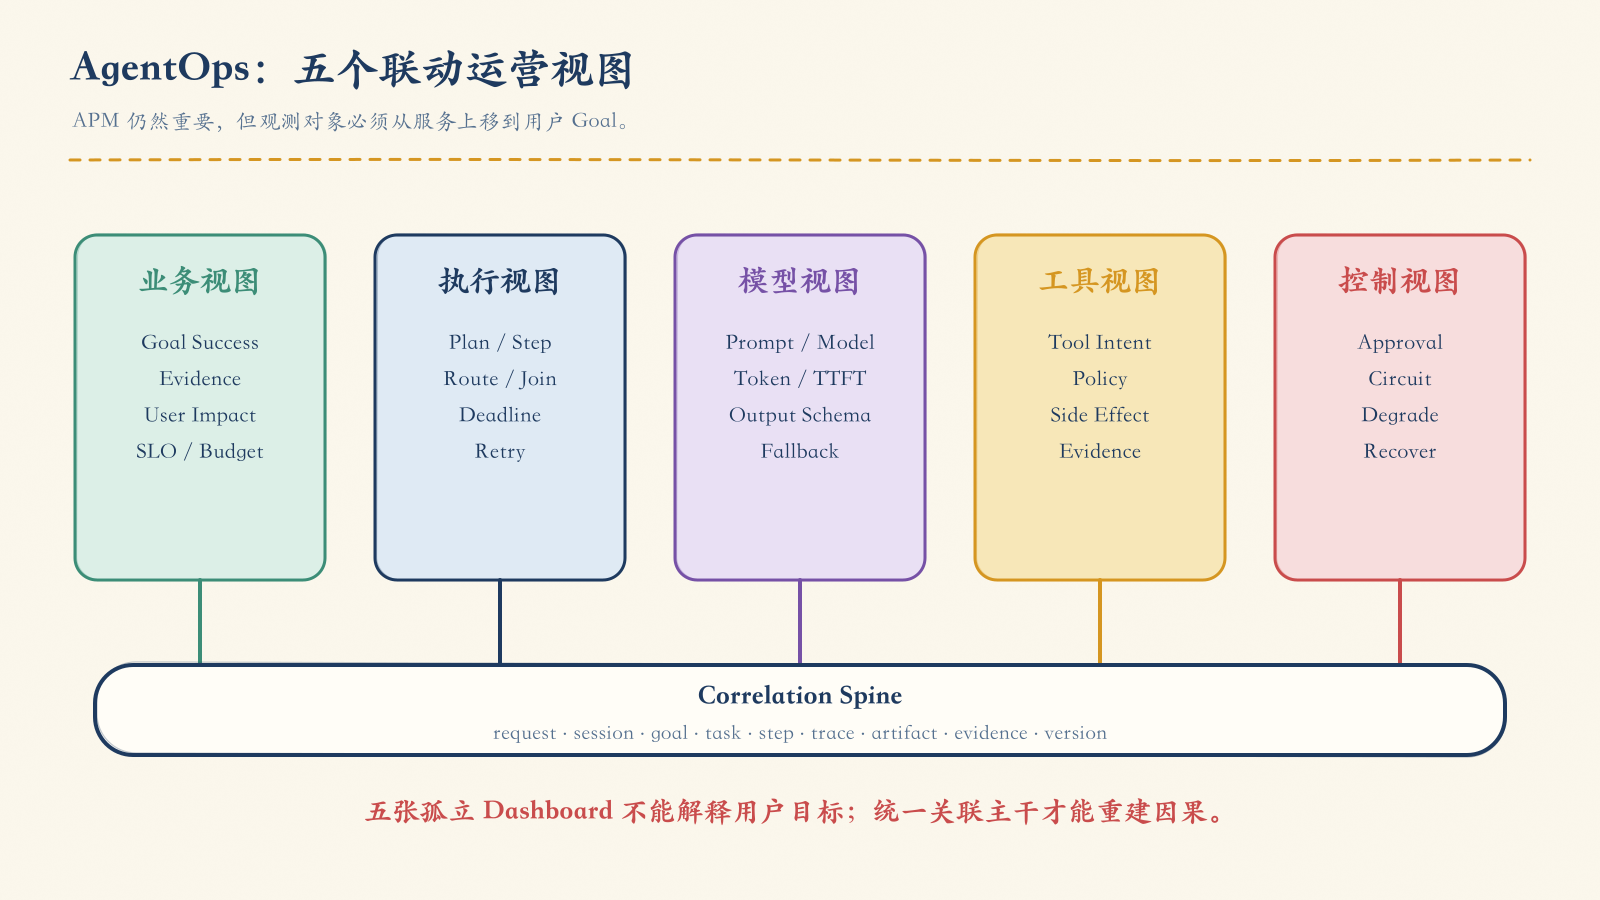 AgentOps：五个联动运营视图
APM 仍然重要，但观测对象必须从服务上移到用户 Goal。
业务视图
Goal Success
Evidence
User Impact
SLO / Budget
执行视图
Plan / Step
Route / Join
Deadline
Retry
模型视图
Prompt / Model
Token / TTFT
Output Schema
Fallback
工具视图
Tool Intent
Policy
Side Effect
Evidence
控制视图
Approval
Circuit
Degrade
Recover
Correlation Spine
request · session · goal · task · step · trace · artifact · evidence · version
五张孤立 Dashboard 不能解释用户目标；统一关联主干才能重建因果。